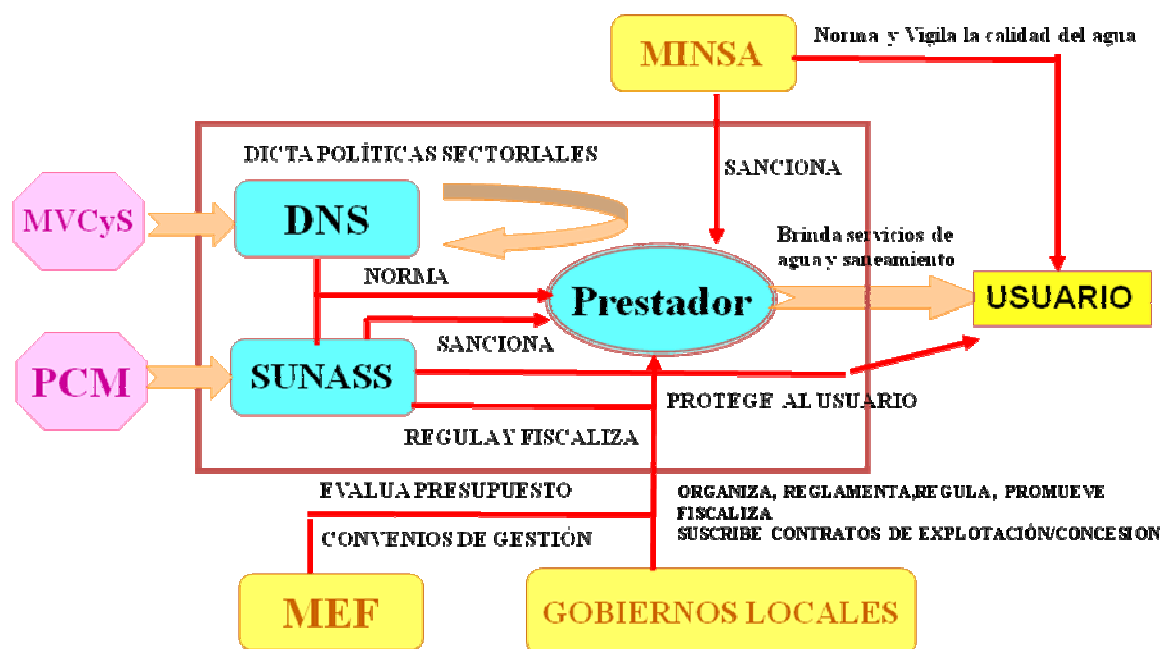 Norma y Vigila la calidad del agua
MINSA
DICTA POLÍTICAS SECTORIALES
SANCIONA
MVCyS
DNS
Brinda servicios de
agua y saneamiento
NORMA
Prestador
USUARIO
SANCIONA
PCM
SUNASS
PROTEGE AL USUARIO
REGULA Y FISCALIZA
EVALUA PRESUPUESTO
ORGANIZA, REGLAMENTA,REGULA, PROMUEVE
FISCALIZA
SUSCRIBE CONTRATOS DE EXPLOTACIÓN/CONCESION
CONVENIOS DE GESTIÓN
MEF
GOBIERNOS LOCALES